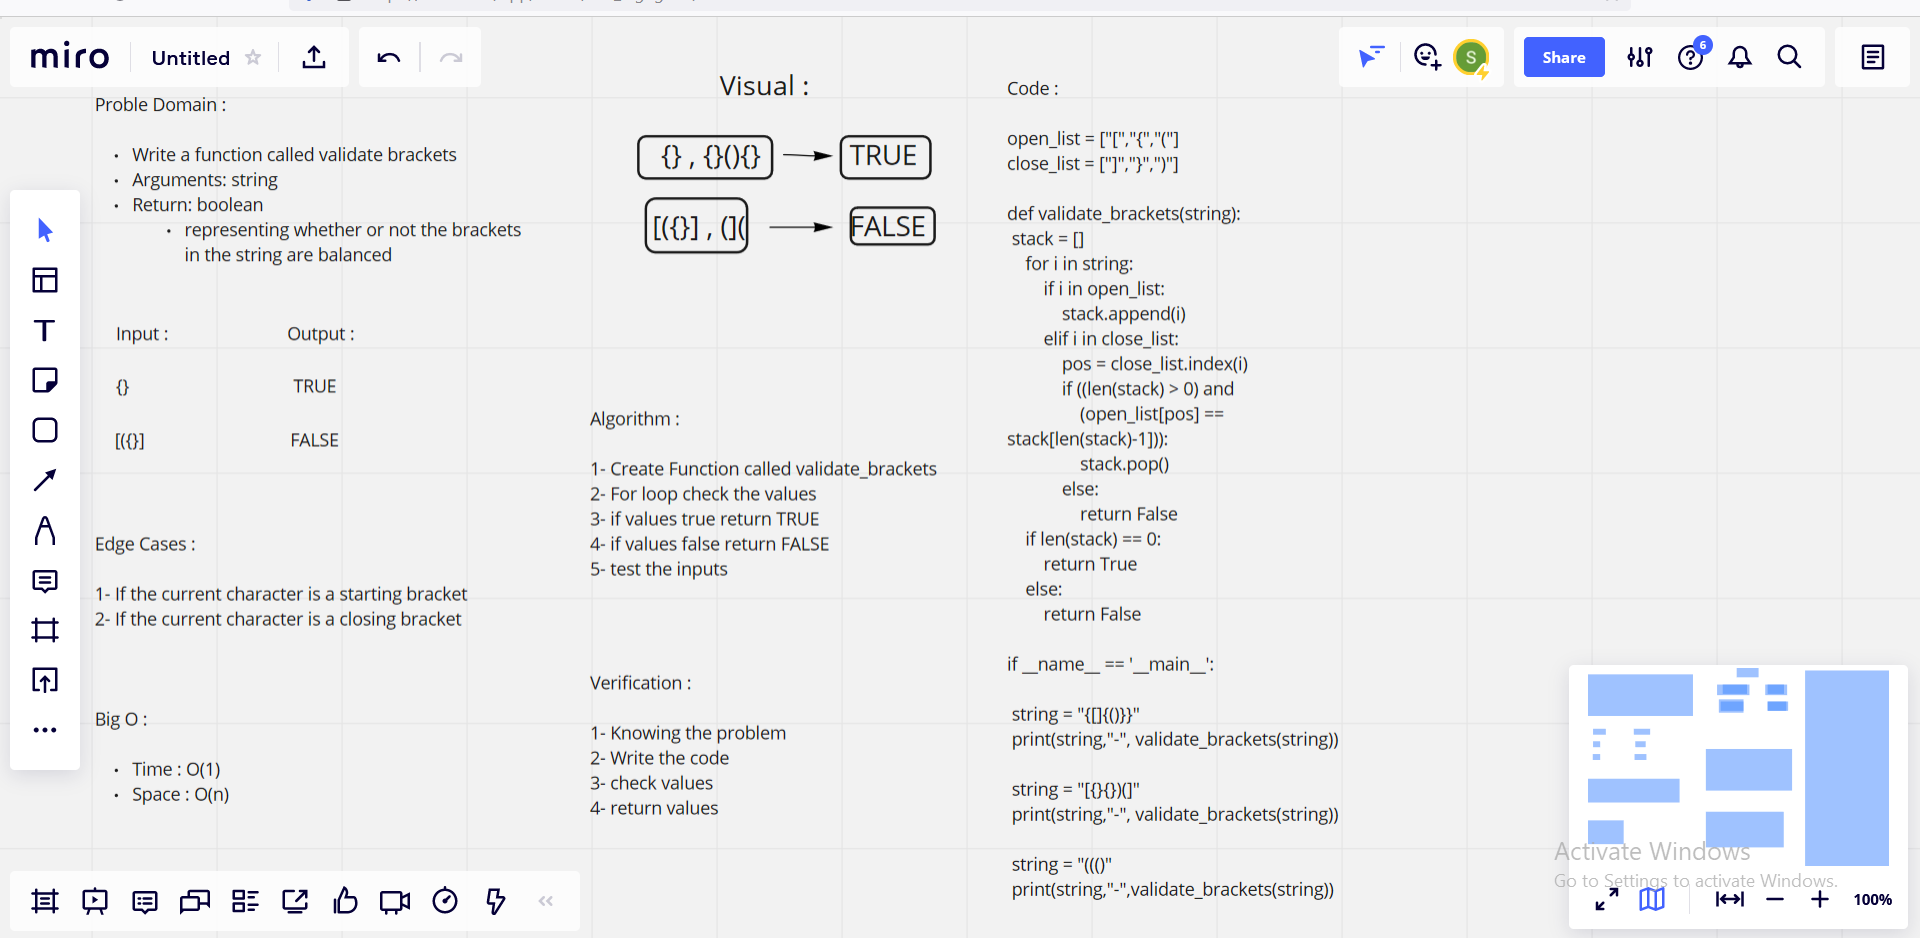 miro
Untitled
S
Share
6
Proble Domain :
Write a function called validate brackets
Arguments: string
Return: boolean
representing whether or not the brackets
in the string are balanced
Input :
Output :
{}
TRUE
[({}]
FALSE
Edge Cases :
1- If the current character is a starting bracket
2- If the current character is a closing bracket
Big O :
Time : O(1)
Space : O(n)
Visual :
{} , {}(){}
TRUE
[({}] , (](
FALSE
Algorithm :
1- Create Function called validate_brackets
2- For loop check the values
3- if values true return TRUE
4- if values false return FALSE
5- test the inputs
Verification :
1- Knowing the problem
2- Write the code
3- check values
4- return values
Code :
open_list = ["[","{","("]
close_list = ["]","}",")"]
def validate_brackets(string):
stack = []
for i in string:
if i in open_list:
stack.append(i)
elif i in close_list:
pos = close_list.index(i)
if ((len(stack) > 0) and
(open_list[pos] ==
stack[len(stack)-1])):
stack.pop()
else:
return False
if len(stack) == 0:
return True
else:
return False
if __name__ == '__main__':
string = "{[]{()}}"
print(string,"-", validate_brackets(string))
string = "[{}{})(]"
print(string,"-", validate_brackets(string))
string = "((()"
print(string,"-",validate_brackets(string))
Activate Windows
Go to Settings to activate Windows.
100%